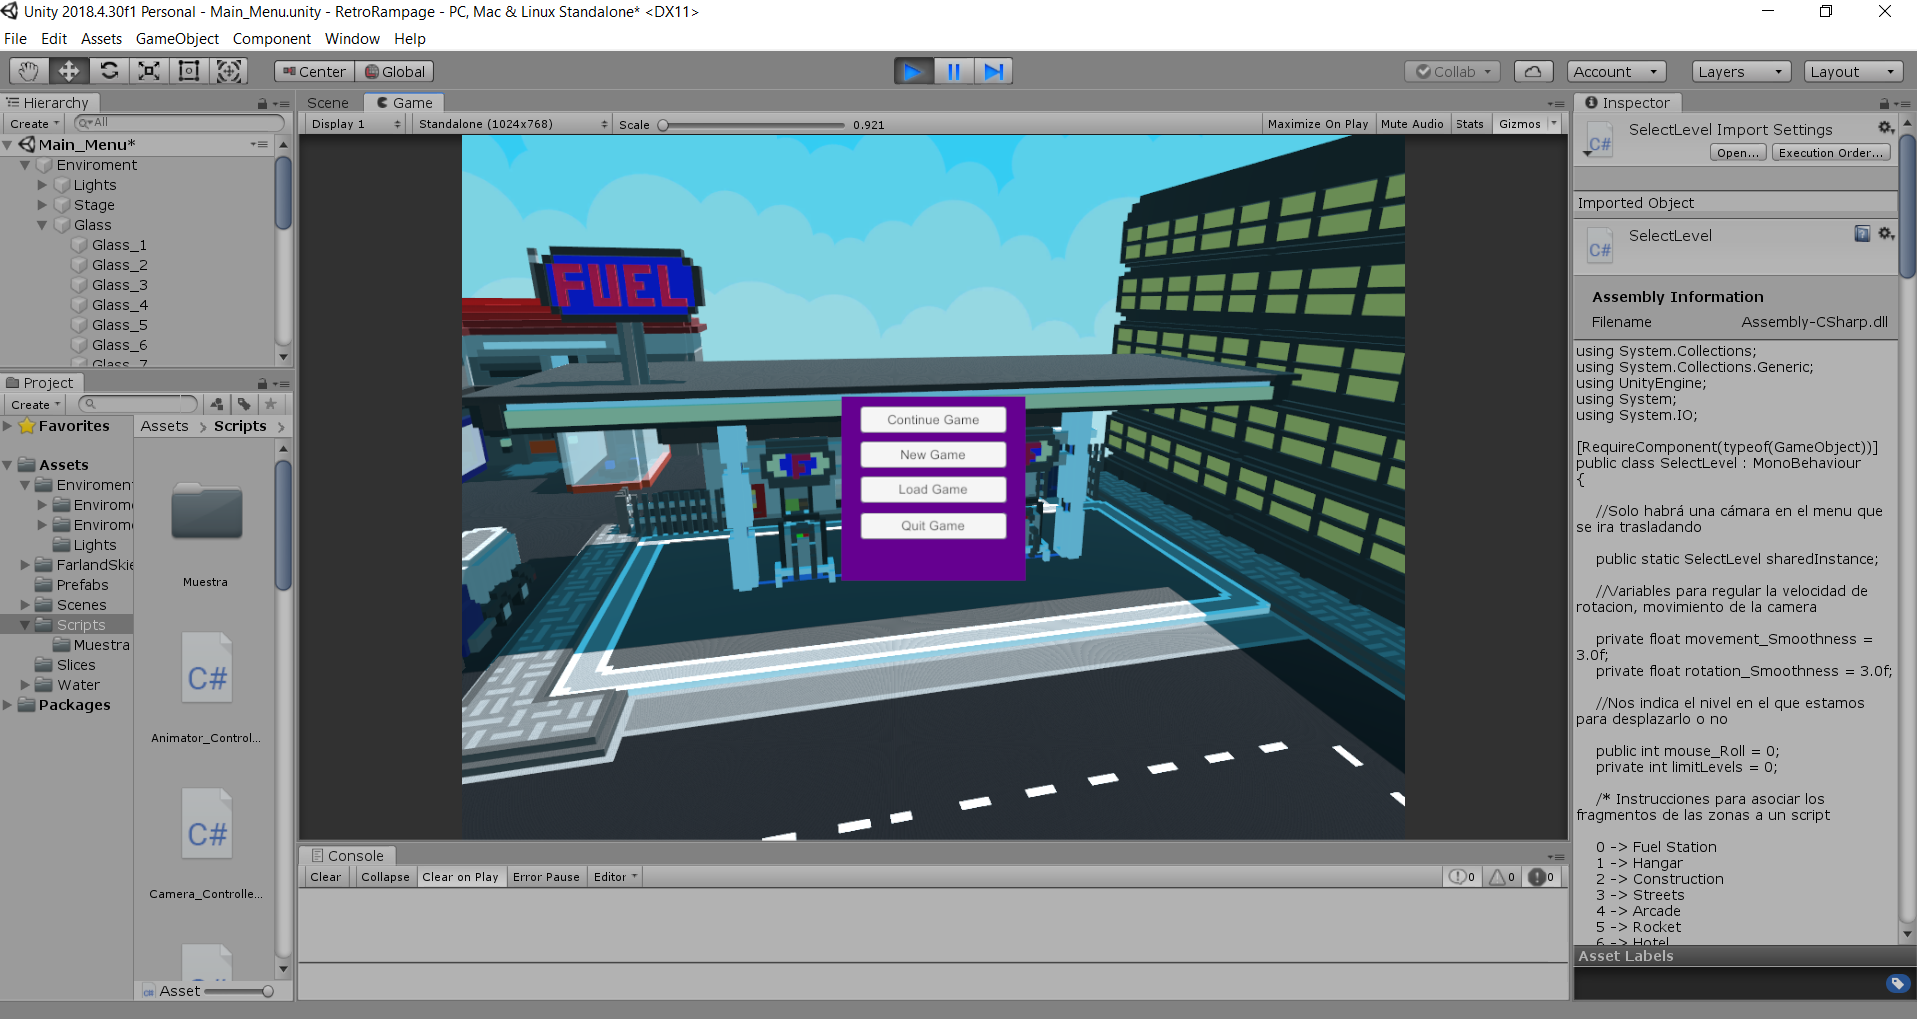 Unity 2018.4.30f1 Personal - Main_Menu.unity - RetroRampage - PC, Mac & Linux Standalone* <DX11>
File Edit Assets GameObject Component Window Help
Center Global Collab Account Layers Layout
Hierarchy
Create All
Main_Menu*
Enviroment
Lights
Stage
Glass
Glass_1
Glass_2
Glass_3
Glass_4
Glass_5
Glass_6
Glass_7
Project
Create
Favorites
Assets
Enviromen
Envirome
Envirome
Lights
FarlandSkie
Prefabs
Scenes
Scripts
Muestra
Slices
Water
Packages
Assets > Scripts >
Muestra
C#
Animator_Control...
C#
Camera_Controlle...
C#
Asset
Scene Game
Display 1 Standalone (1024x768) Scale 0.921 Maximize On Play Mute Audio Stats Gizmos
FUEL
F
F
Continue Game
New Game
Load Game
Quit Game
Console
Clear Collapse Clear on Play Error Pause Editor 0 0 0
Inspector
C#
SelectLevel Import Settings
Open... Execution Order...
Imported Object
C#
SelectLevel
Assembly Information
Filename Assembly-CSharp.dll
using System.Collections;
using System.Collections.Generic;
using UnityEngine;
using System;
using System.IO;
[RequireComponent(typeof(GameObject))]
public class SelectLevel : MonoBehaviour
{
//Solo habrá una cámara en el menu que
se ira trasladando
public static SelectLevel sharedInstance;
//Variables para regular la velocidad de
rotacion, movimiento de la camera
private float movement_Smoothness =
3.0f;
private float rotation_Smoothness = 3.0f;
//Nos indica el nivel en el que estamos
para desplazarlo o no
public int mouse_Roll = 0;
private int limitLevels = 0;
/* Instrucciones para asociar los
fragmentos de las zonas a un script
0 -> Fuel Station
1 -> Hangar
2 -> Construction
3 -> Streets
4 -> Arcade
5 -> Rocket
6 -> Hotel
Asset Labels